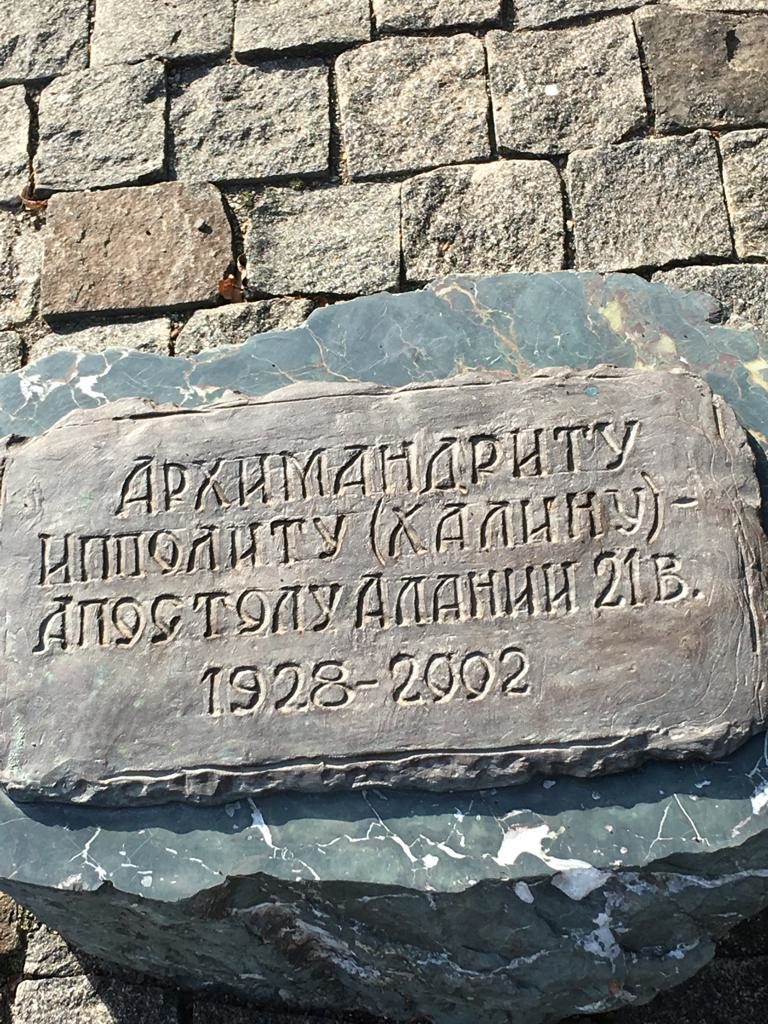 АРХИМАНДРИТУ
ИППОЛИТУ (ХАЛИНУ)-
АПОСТОЛУ АЛАНИИ 21 В.
1928-2002